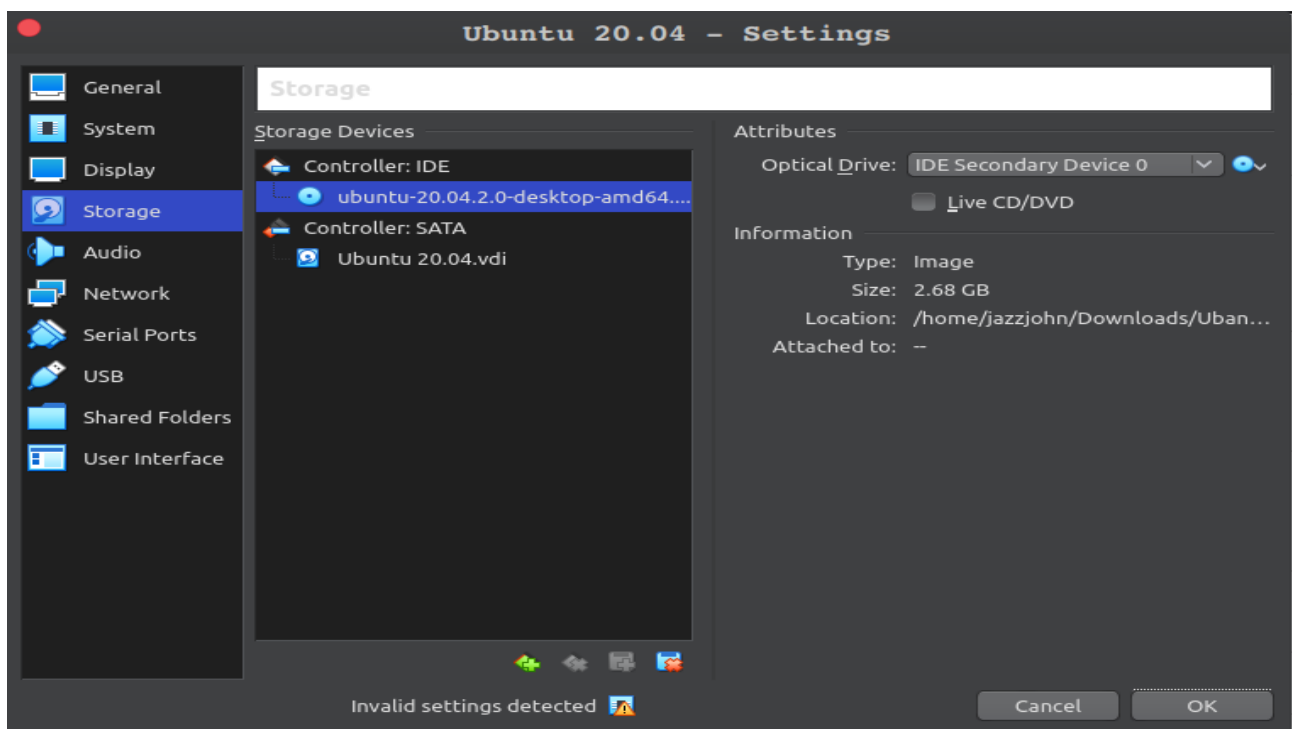 Ubuntu 20.04 – Settings
General
System
Display
Storage
Audio
Network
Serial Ports
USB
Shared Folders
User Interface
Storage
Storage Devices
Controller: IDE
ubuntu-20.04.2.0-desktop-amd64....
Controller: SATA
Ubuntu 20.04.vdi
Attributes
Optical Drive: IDE Secondary Device 0
Live CD/DVD
Information
Type: Image
Size: 2.68 GB
Location: /home/jazzjohn/Downloads/Uban...
Attached to: --
Invalid settings detected
Cancel
OK